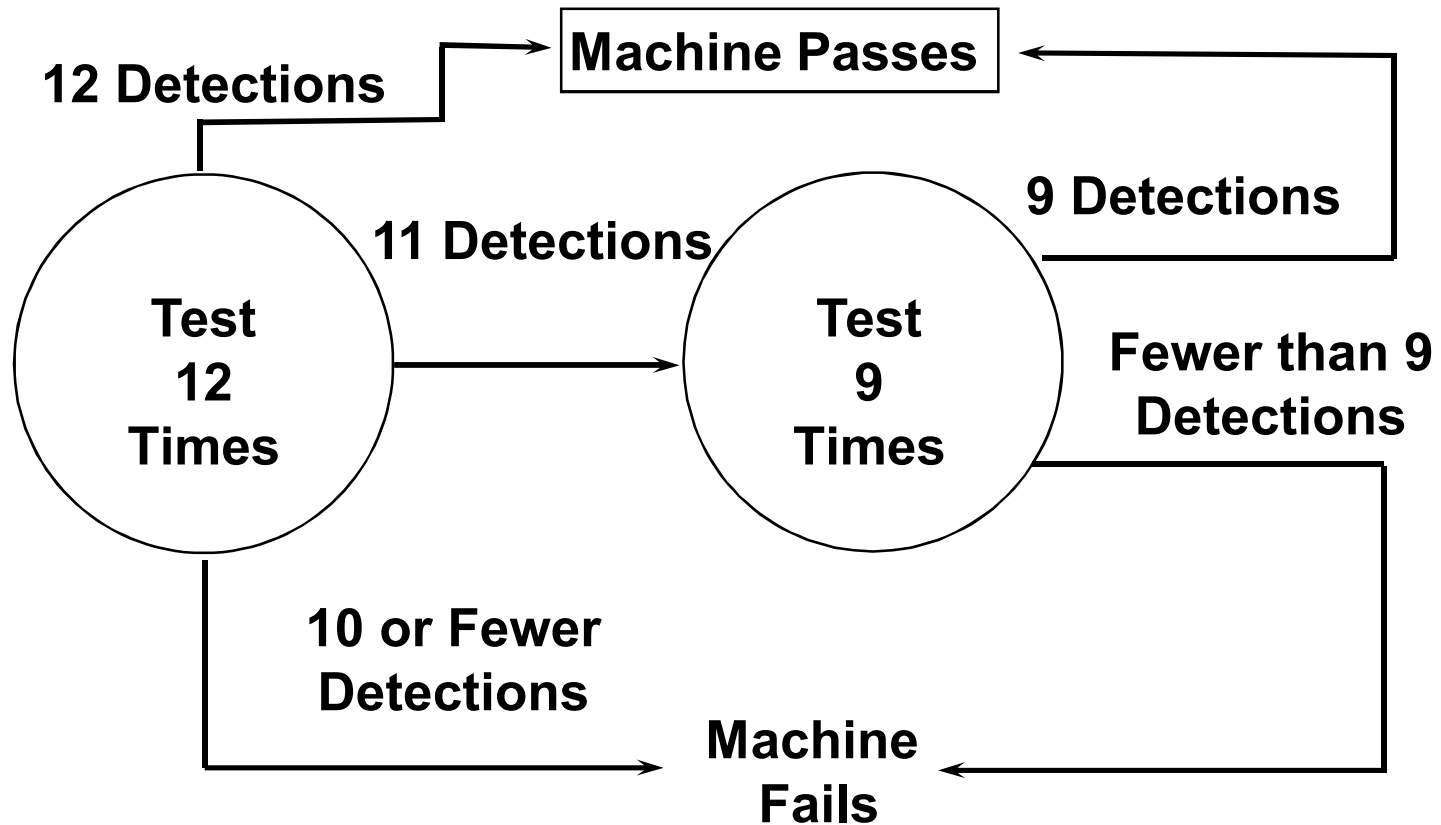 Machine Passes
12 Detections
9 Detections
11 Detections
Test
12
Times
Test
9
Times
Fewer than 9
Detections
10 or Fewer
Detections
Machine
Fails